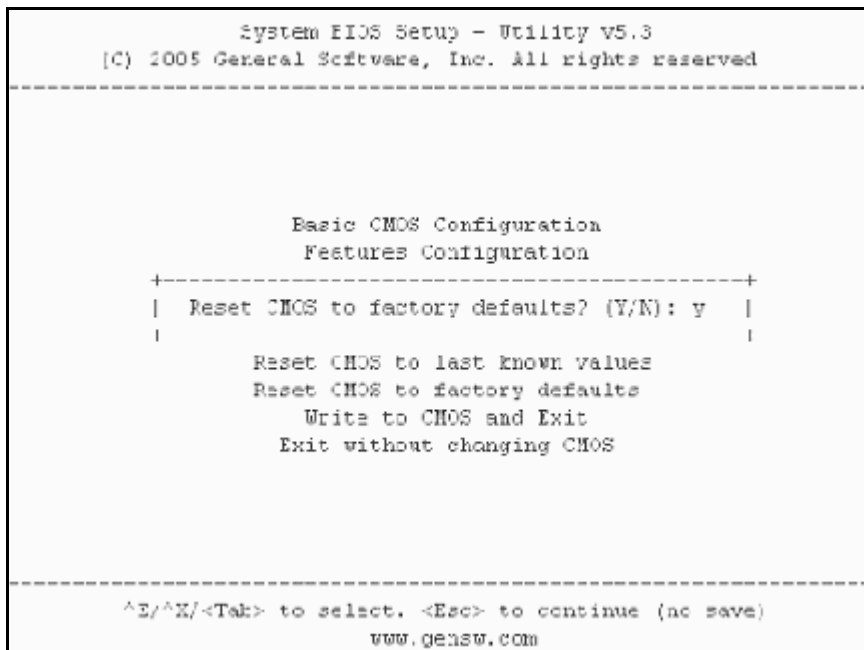 System BIOS Setup - Utility v5.3
(C) 2005 General Software, Inc. All rights reserved
Basic CMOS Configuration
Features Configuration
Reset CMOS to factory defaults? (Y/N): y
Reset CMOS to last known values
Reset CMOS to factory defaults
Write to CMOS and Exit
Exit without changing CMOS
^E/^X/<Tab> to select. <Esc> to continue (no save)
www.gensw.com